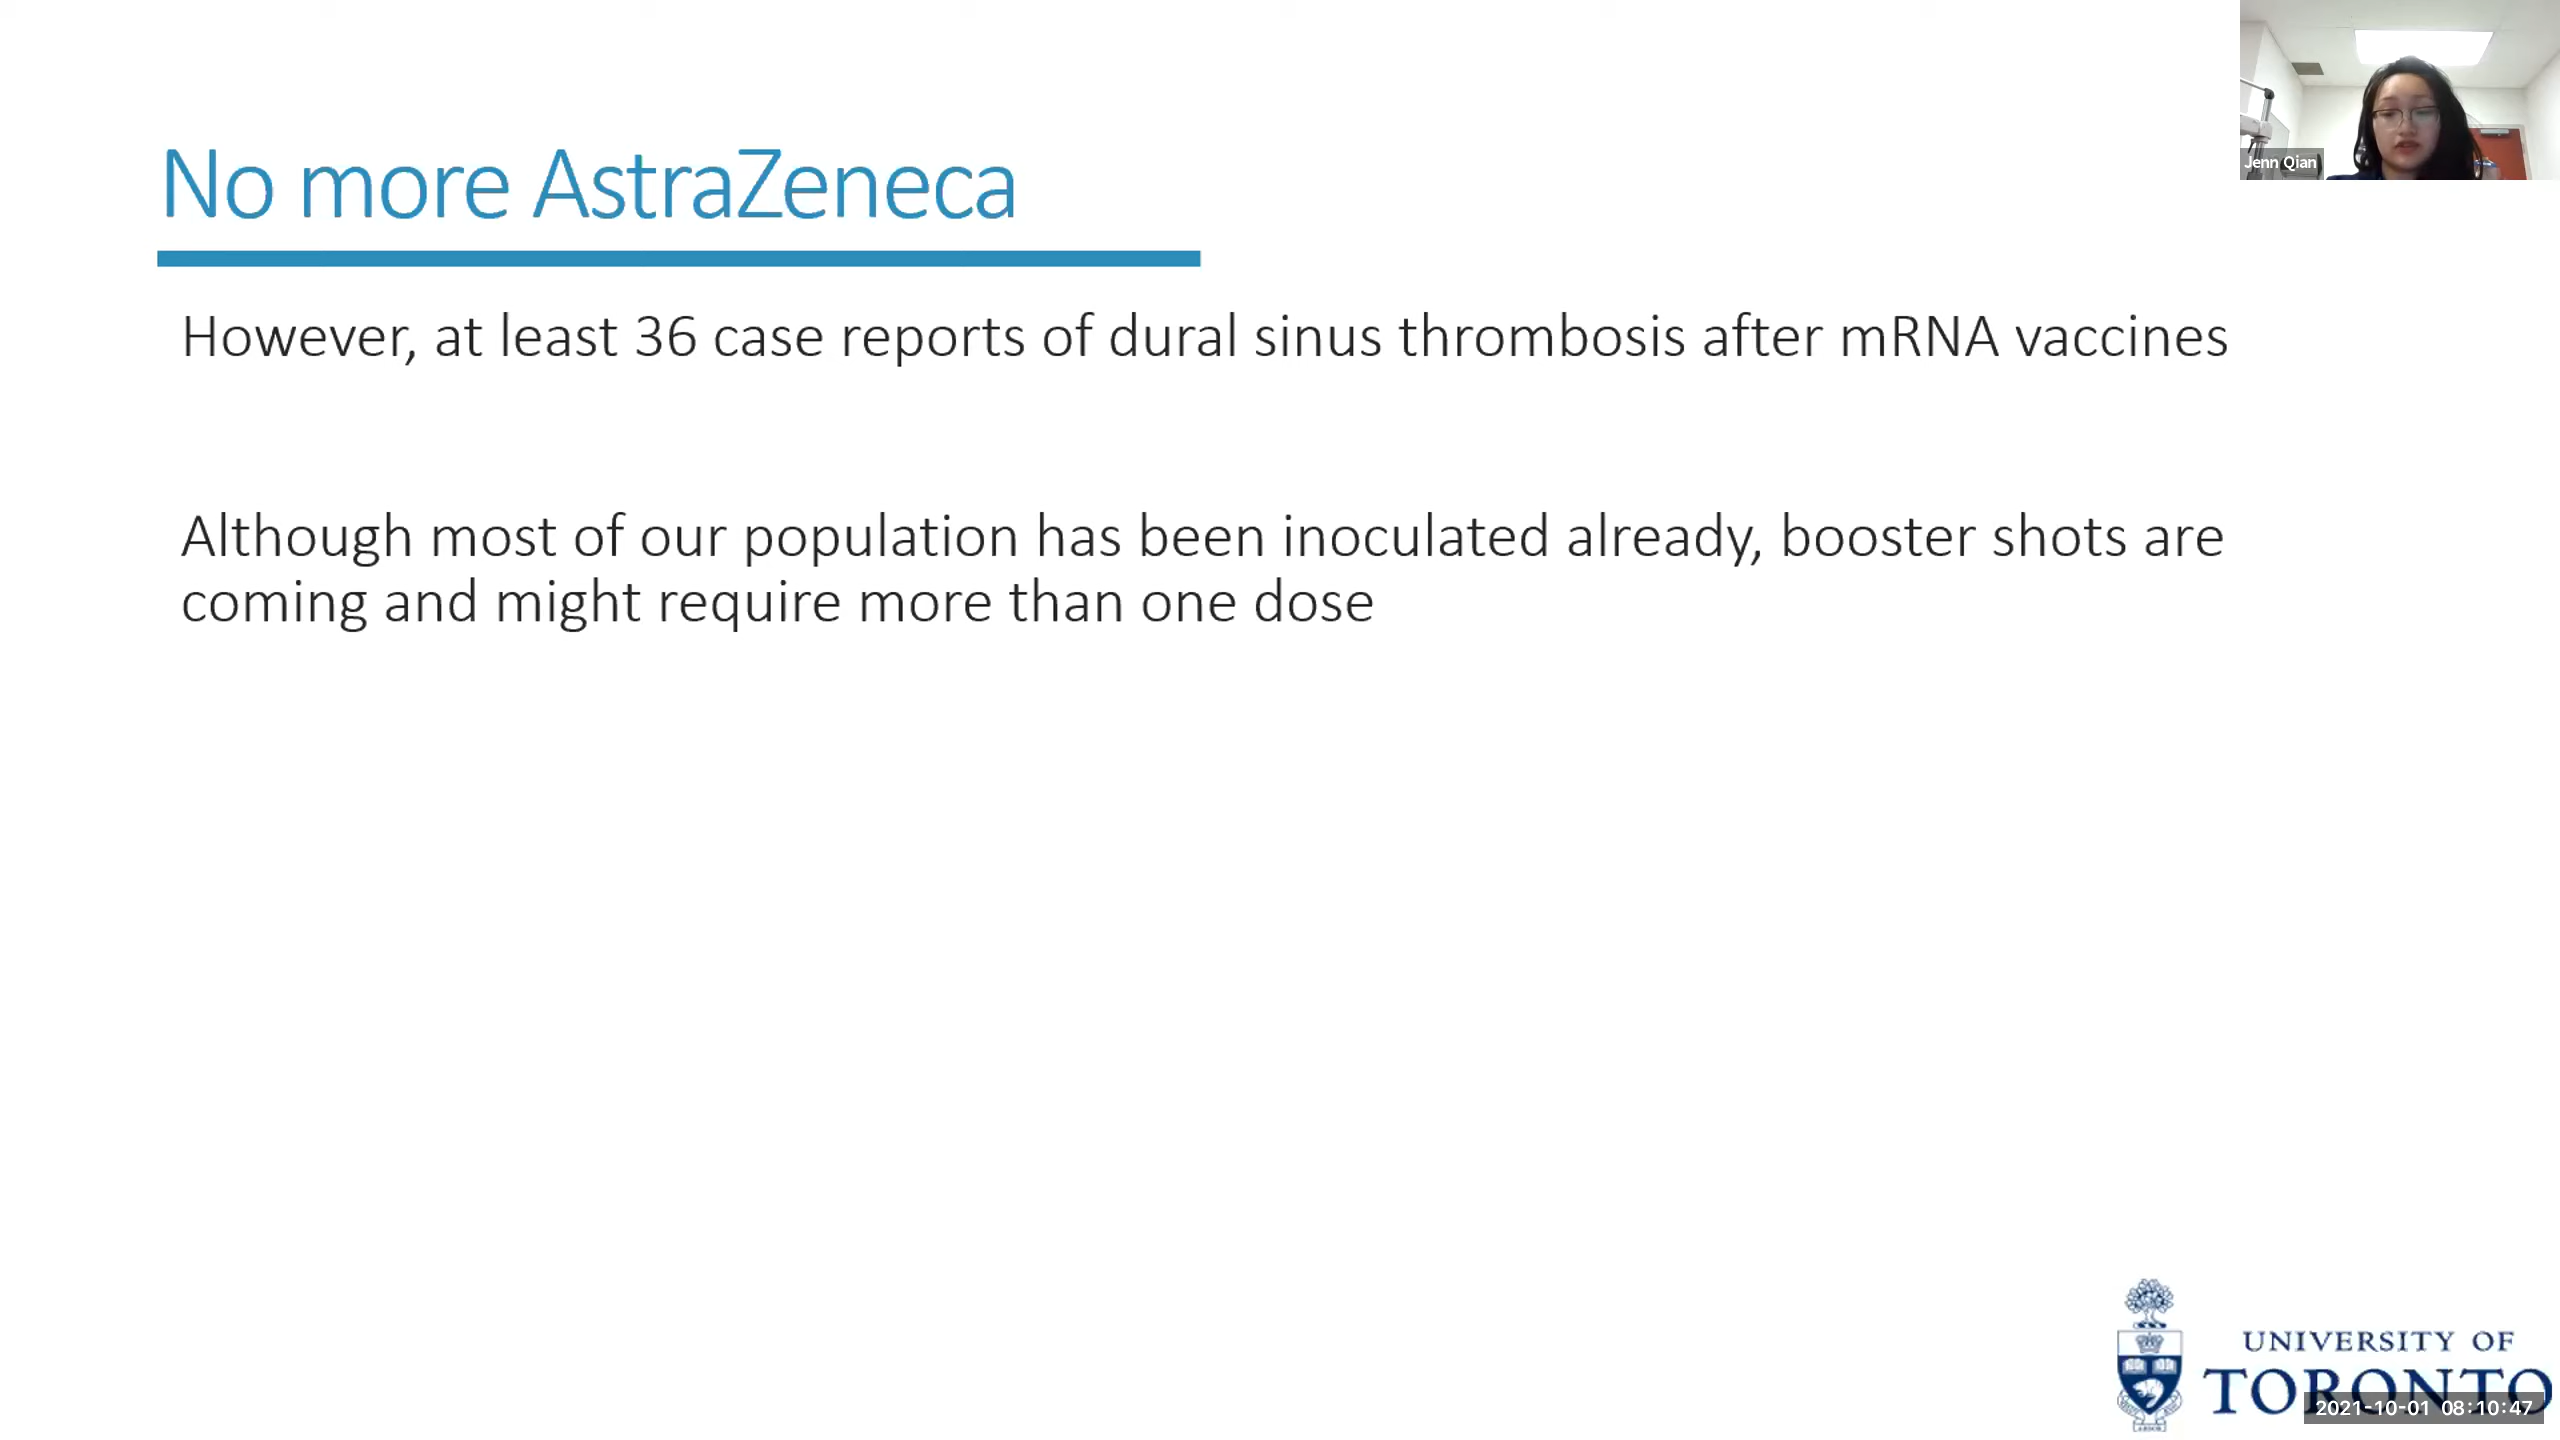 Jenn Qian
No more AstraZeneca
However, at least 36 case reports of dural sinus thrombosis after mRNA vaccines
Although most of our population has been inoculated already, booster shots are
coming and might require more than one dose
UNIVERSITY OF
TORONTO
2021-10-01 08:10:47